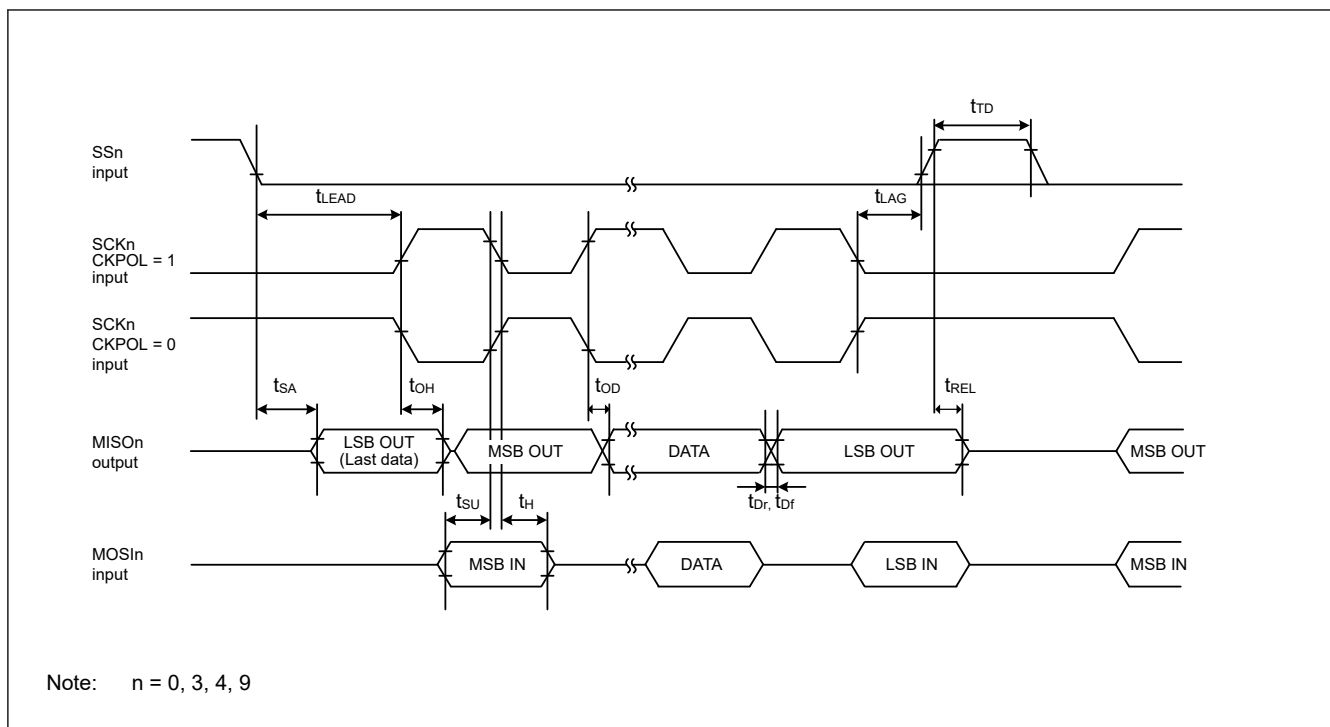 tTD
SSn
input
tLEAD
tLAG
SCKn
CKPOL = 1
input
SCKn
CKPOL = 0
input
tSA
tOH
tOD
tREL
MISOn
output
LSB OUT
(Last data)
MSB OUT
DATA
LSB OUT
MSB OUT
tSU
tH
tDr, tDf
MOSIn
input
MSB IN
DATA
LSB IN
MSB IN
Note: n = 0, 3, 4, 9